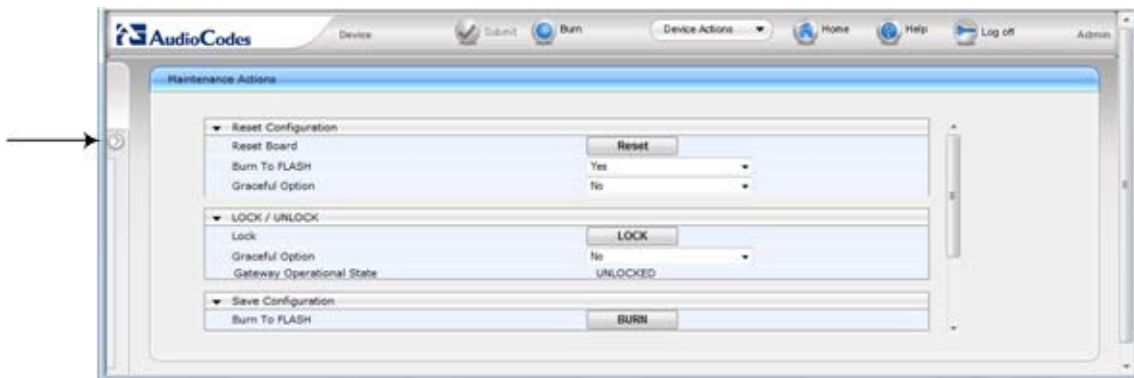 AudioCodes Device Submit Burn Device Actions Home Help Log off Admin
Maintenance Actions
Reset Configuration
Reset Board Reset
Burn To FLASH Yes
Graceful Option No
LOCK / UNLOCK
Lock LOCK
Graceful Option No
Gateway Operational State UNLOCKED
Save Configuration
Burn To FLASH BURN